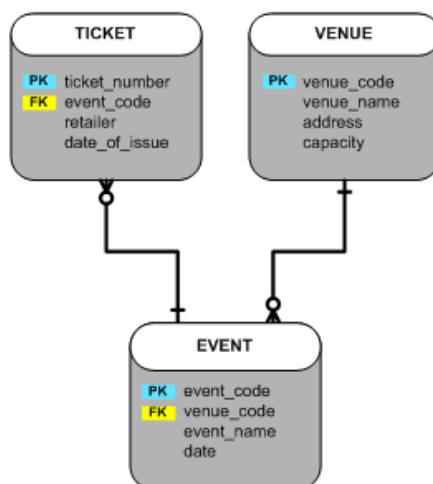 TICKET
PK ticket_number
FK event_code
retailer
date_of_issue
VENUE
PK venue_code
venue_name
address
capacity
EVENT
PK event_code
FK venue_code
event_name
date